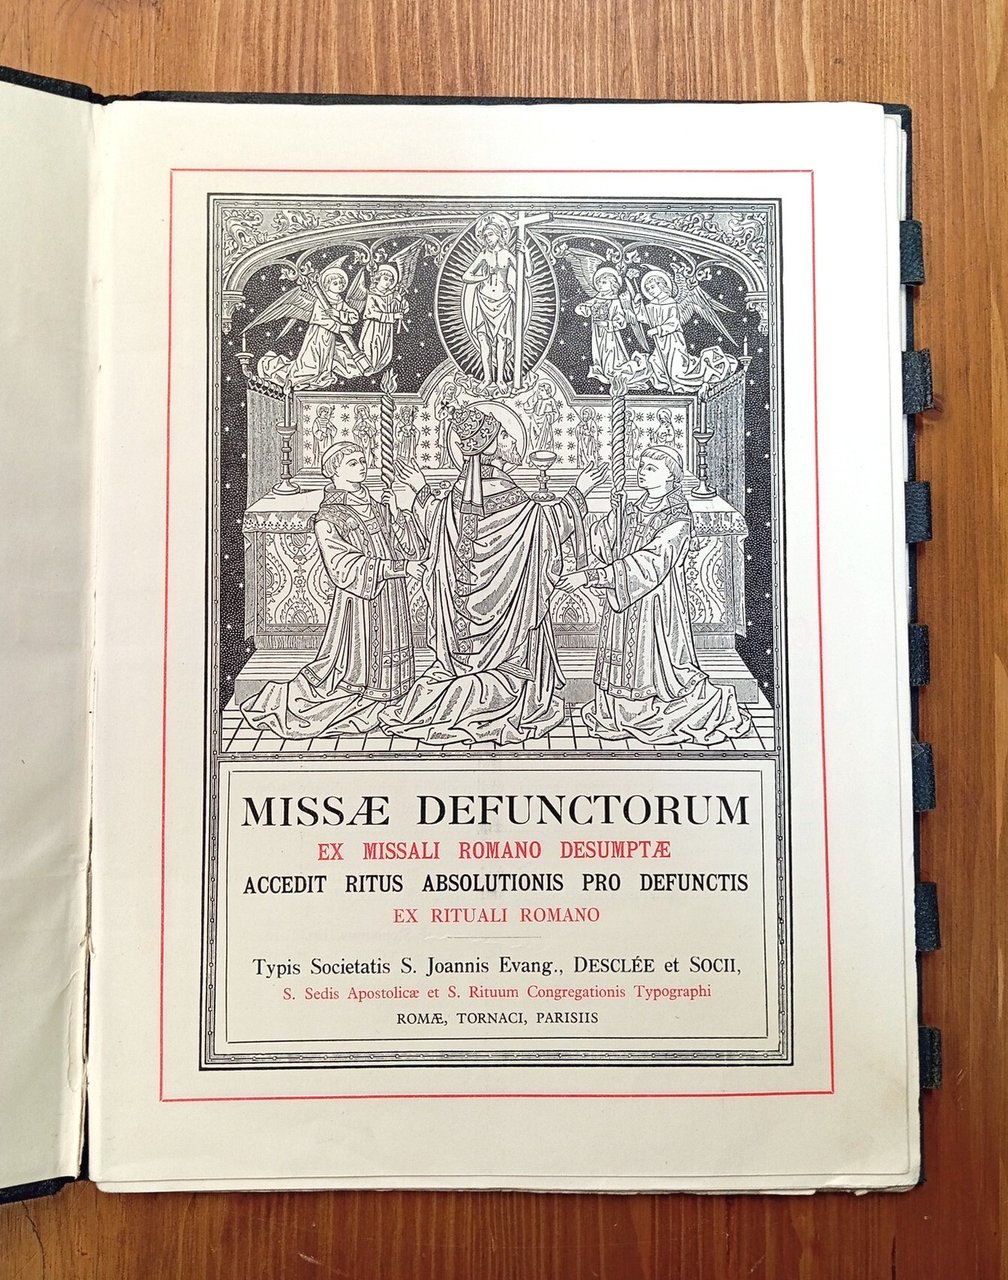 MISSÆ DEFUNCTORUM
EX MISSALI ROMANO DESUMPTÆ
ACCEDIT RITUS ABSOLUTIONIS PRO DEFUNCTIS
EX RITUALI ROMANO
Typis Societatis S. Joannis Evang., DESCLÉE et SOCII,
S. Sedis Apostolicæ et S. Rituum Congregationis Typographi
ROMÆ, TORNACI, PARISIIS